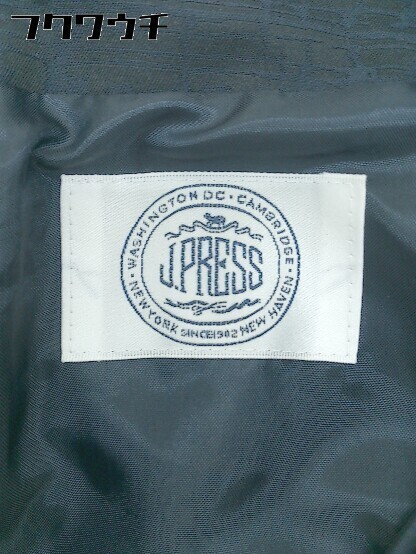 フクワウチ
WASHINGTON DC • CAMBRIDGE •
J.PRESS
NEW YORK SINCE1902 NEW HAVEN •